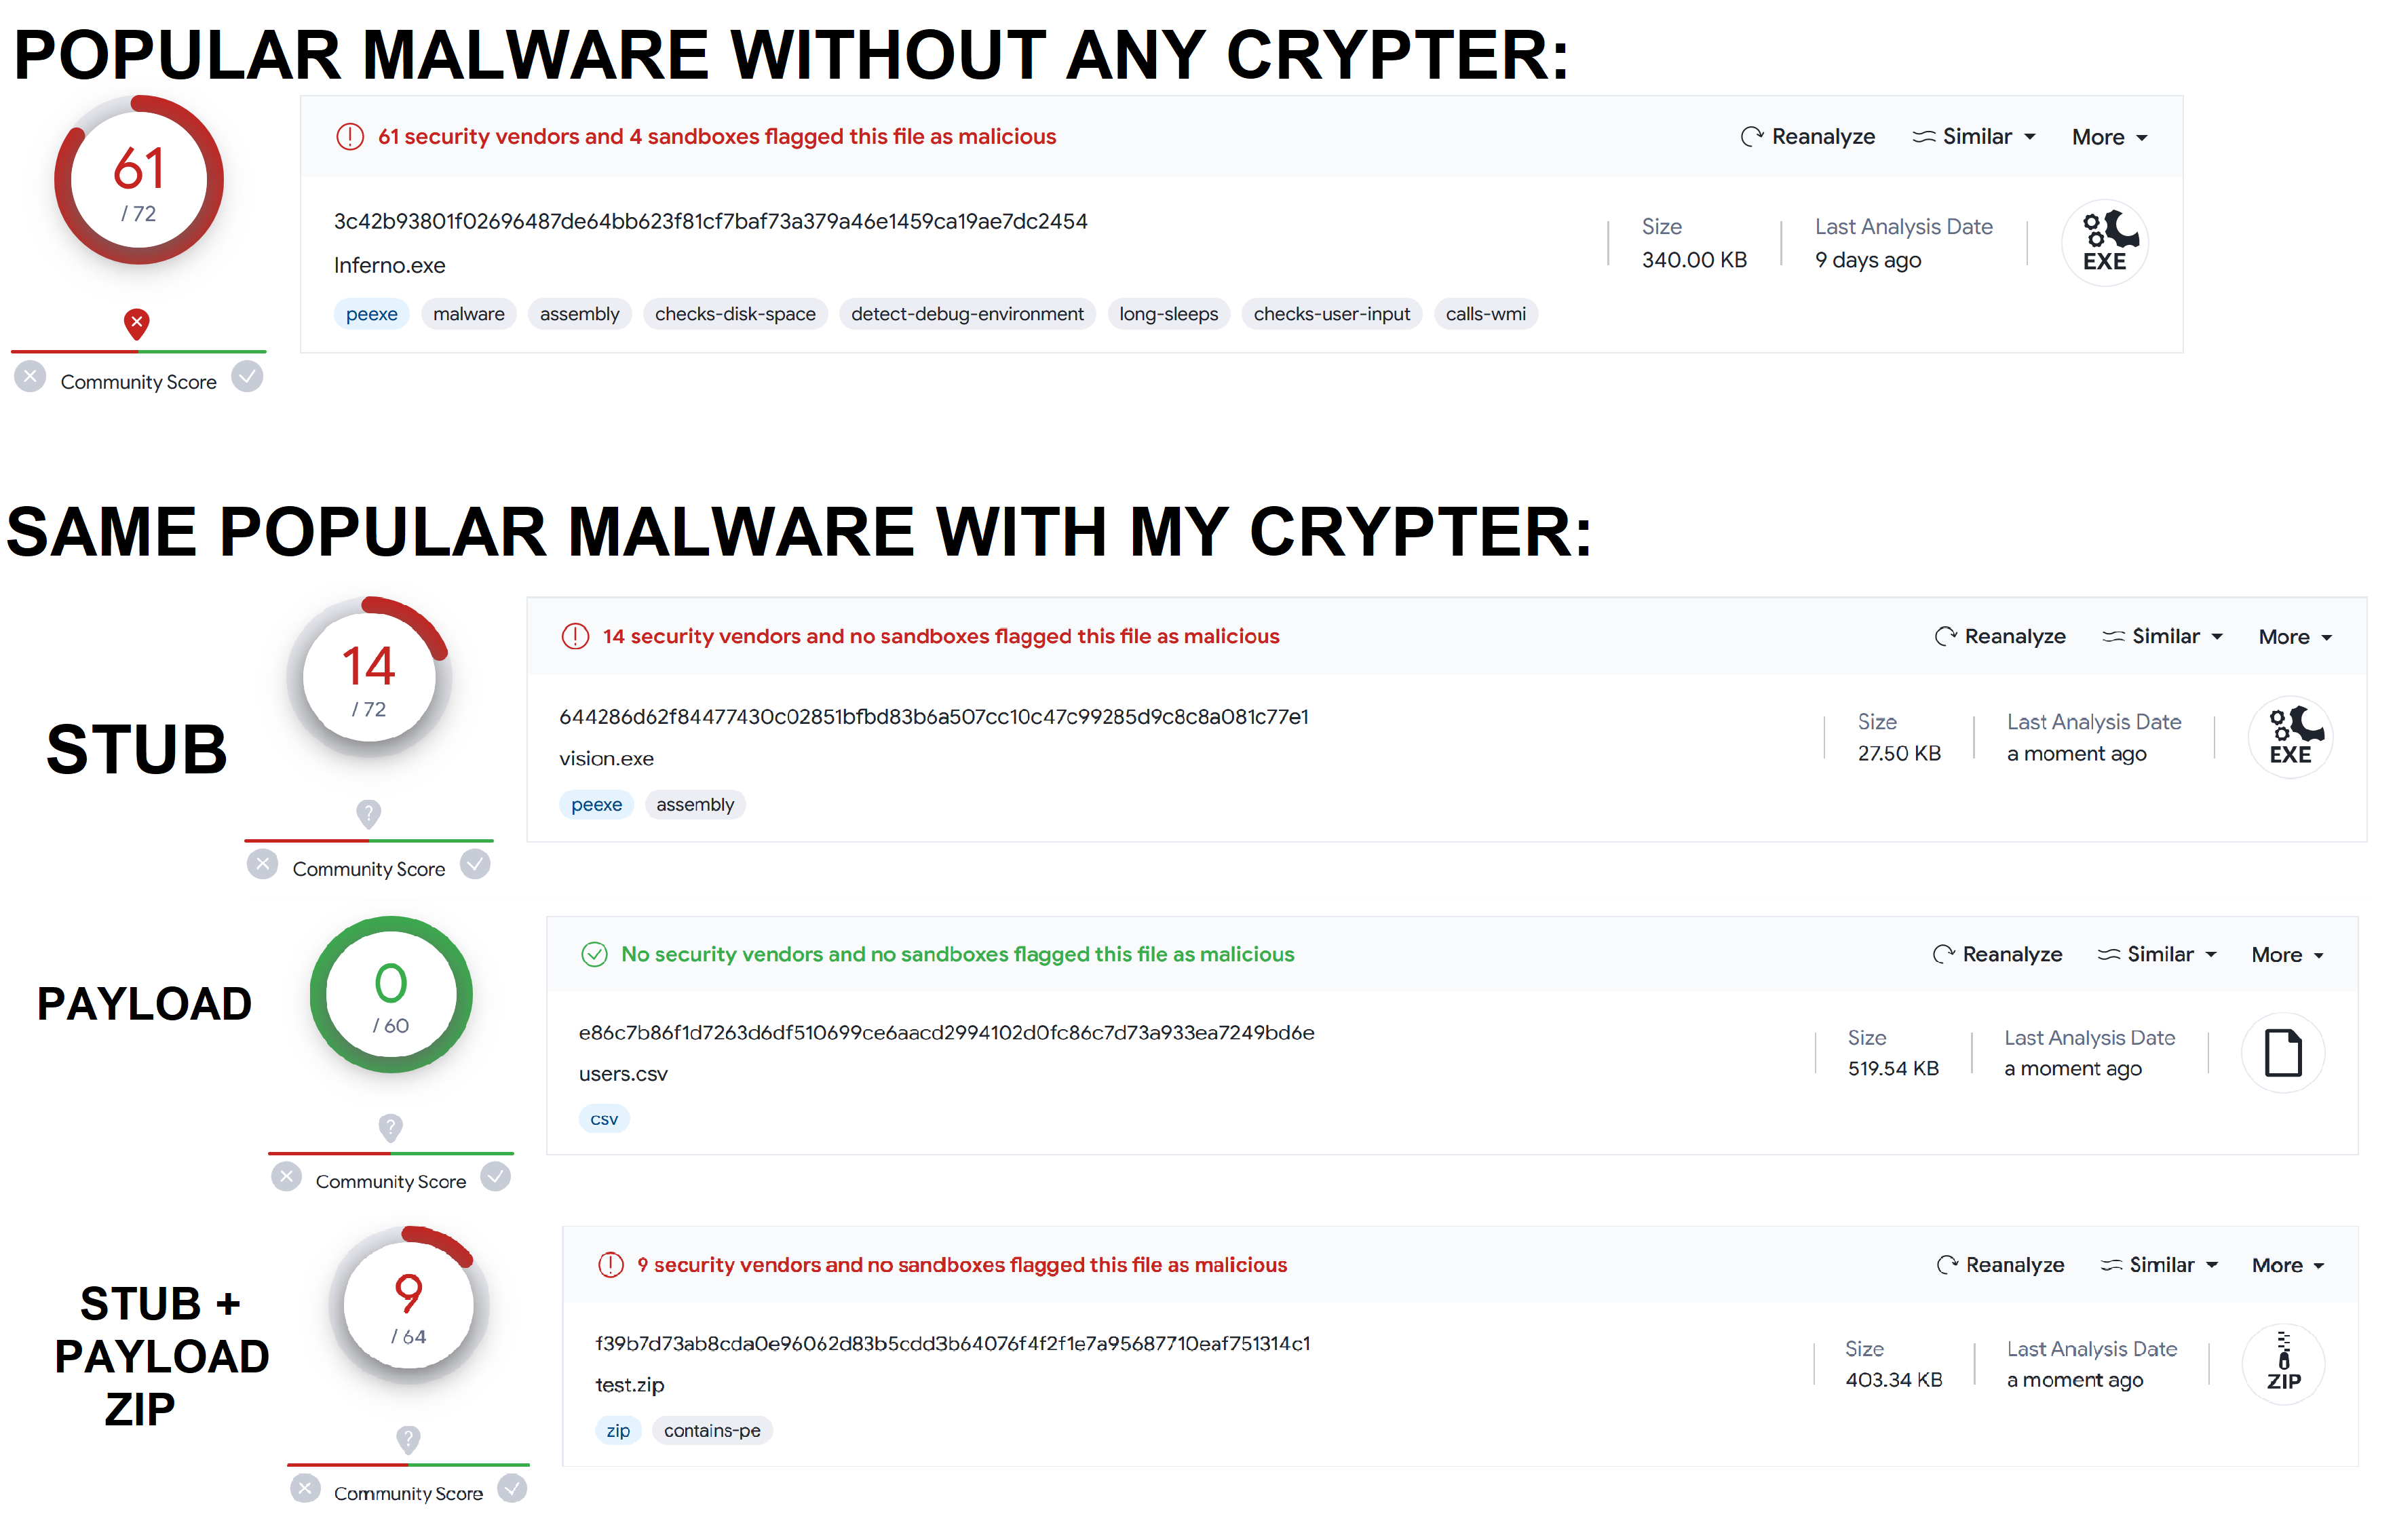 POPULAR MALWARE WITHOUT ANY CRYPTER:
61
/ 72
Community Score
61 security vendors and 4 sandboxes flagged this file as malicious
Reanalyze
Similar
More
3c42b93801f02696487de64bb623f81cf7baf73a379a46e1459ca19ae7dc2454
Inferno.exe
peexe malware assembly checks-disk-space detect-debug-environment long-sleeps checks-user-input calls-wmi
Size
340.00 KB
Last Analysis Date
9 days ago
EXE
SAME POPULAR MALWARE WITH MY CRYPTER:
STUB
14
/ 72
Community Score
14 security vendors and no sandboxes flagged this file as malicious
Reanalyze
Similar
More
644286d62f84477430c02851bfbd83b6a507cc10c47c99285d9c8c8a081c77e1
vision.exe
peexe assembly
Size
27.50 KB
Last Analysis Date
a moment ago
EXE
PAYLOAD
0
/ 60
Community Score
No security vendors and no sandboxes flagged this file as malicious
Reanalyze
Similar
More
e86c7b86f1d7263d6df510699ce6aacd2994102d0fc86c7d73a933ea7249bd6e
users.csv
csv
Size
519.54 KB
Last Analysis Date
a moment ago
STUB +
PAYLOAD
ZIP
9
/ 64
Community Score
9 security vendors and no sandboxes flagged this file as malicious
Reanalyze
Similar
More
f39b7d73ab8cda0e96062d83b5cdd3b64076f4f2f1e7a95687710eaf751314c1
test.zip
zip contains-pe
Size
403.34 KB
Last Analysis Date
a moment ago
ZIP